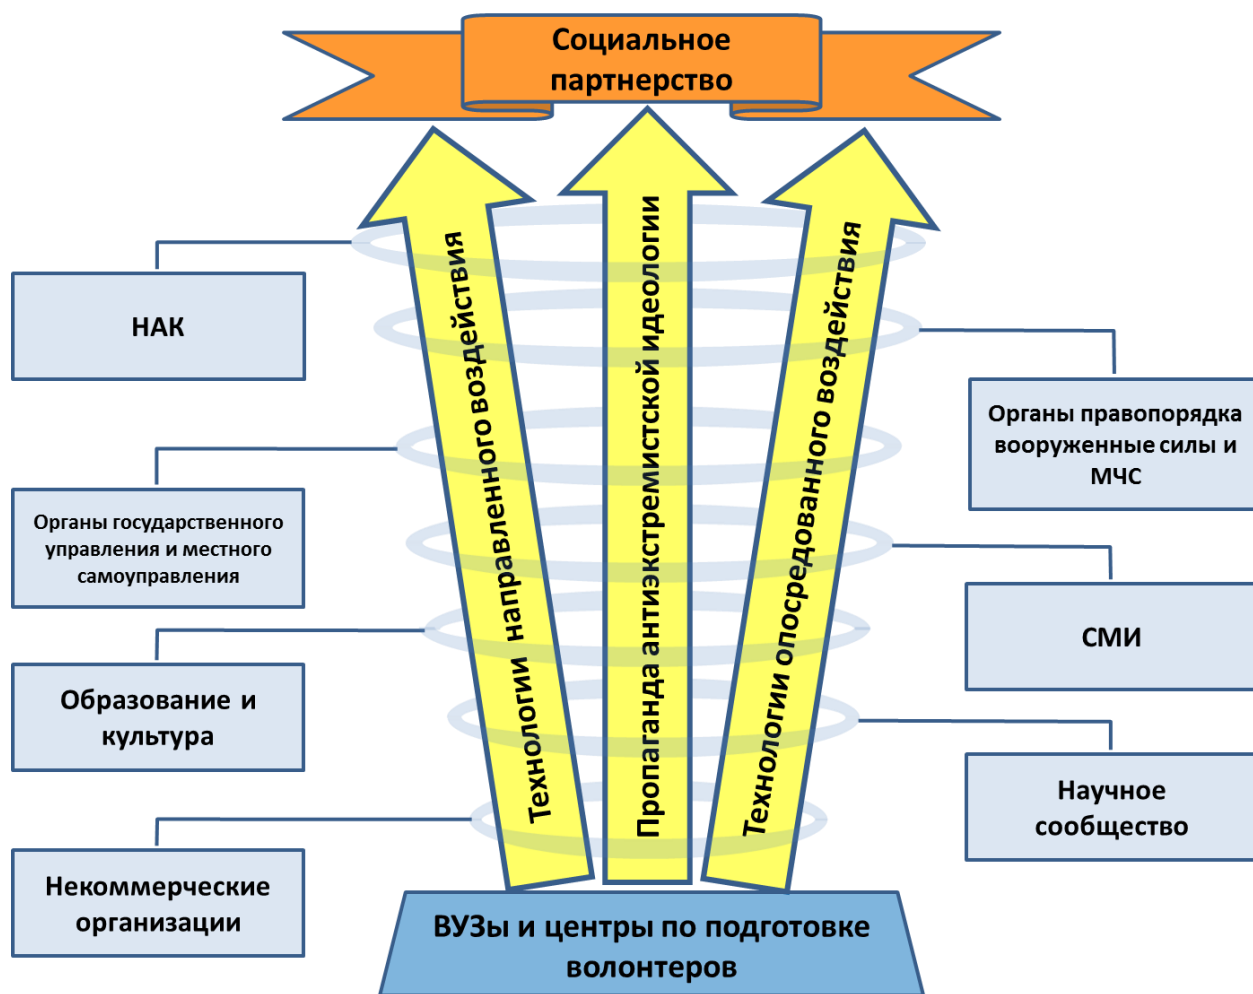 Социальное
партнерство
Технологии направленного воздействия
Пропаганда антиэкстремистской идеологии
Технологии опосредованного воздействия
НАК
Органы государственного
управления и местного
самоуправления
Образование и
культура
Некоммерческие
организации
Органы правопорядка
вооруженные силы и
МЧС
СМИ
Научное
сообщество
ВУЗы и центры по подготовке
волонтеров